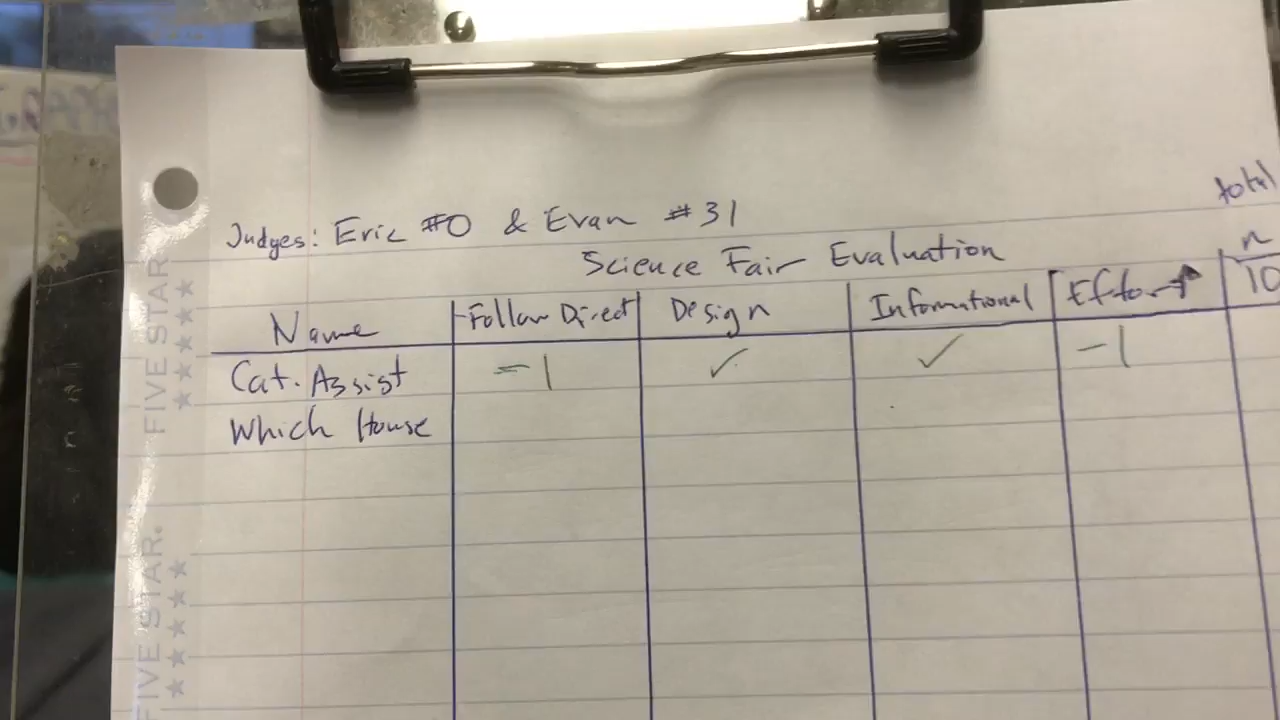 total
Judges: Eric #0 & Evan #31
Science Fair Evaluation
Name Follow Direct Design Informational Effort n/10
Cat. Assist -1 ✓ ✓ -1
Which House
FIVE STAR.
FIVE STAR.